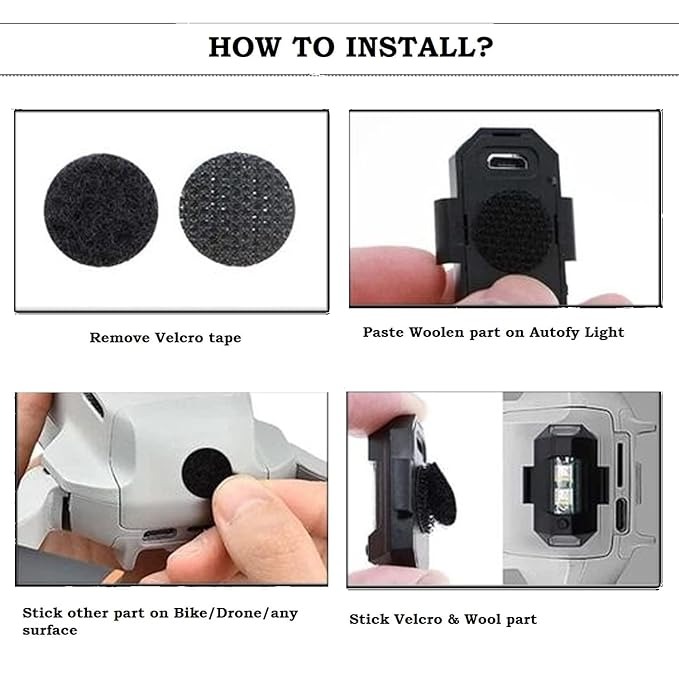 HOW TO INSTALL?
Remove Velcro tape
Paste Woolen part on Autofy Light
Stick other part on Bike/Drone/any
surface
Stick Velcro & Wool part